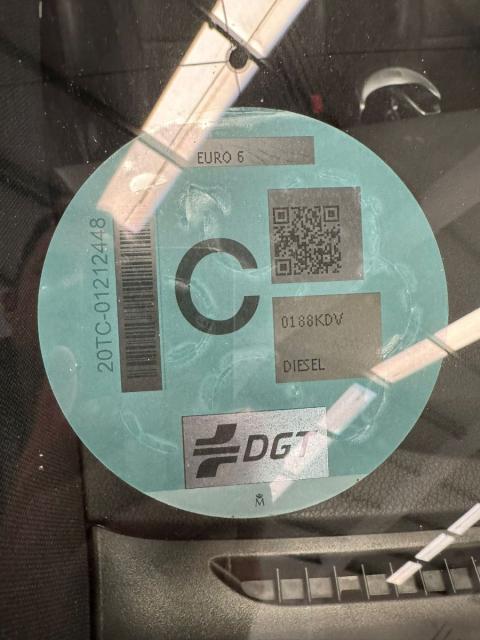 EURO 6
20TC-01212448
C
0188KDV
DIESEL
DGT
M